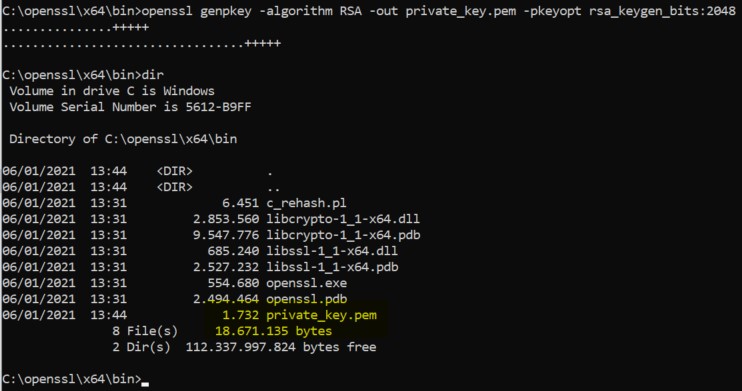 C:\openssl\x64\bin>openssl genpkey -algorithm RSA -out private_key.pem -pkeyopt rsa_keygen_bits:2048
...............+++++
.................................+++++
C:\openssl\x64\bin>dir
Volume in drive C is Windows
Volume Serial Number is 5612-B9FF
Directory of C:\openssl\x64\bin
06/01/2021  13:44    <DIR>          .
06/01/2021  13:44    <DIR>          ..
06/01/2021  13:31             6.451 c_rehash.pl
06/01/2021  13:31         2.853.560 libcrypto-1_1-x64.dll
06/01/2021  13:31         9.547.776 libcrypto-1_1-x64.pdb
06/01/2021  13:31           685.240 libssl-1_1-x64.dll
06/01/2021  13:31         2.527.232 libssl-1_1-x64.pdb
06/01/2021  13:31           554.680 openssl.exe
06/01/2021  13:31         2.494.464 openssl.pdb
06/01/2021  13:44             1.732 private_key.pem
8 File(s)     18.671.135 bytes
2 Dir(s)  112.337.997.824 bytes free
C:\openssl\x64\bin>